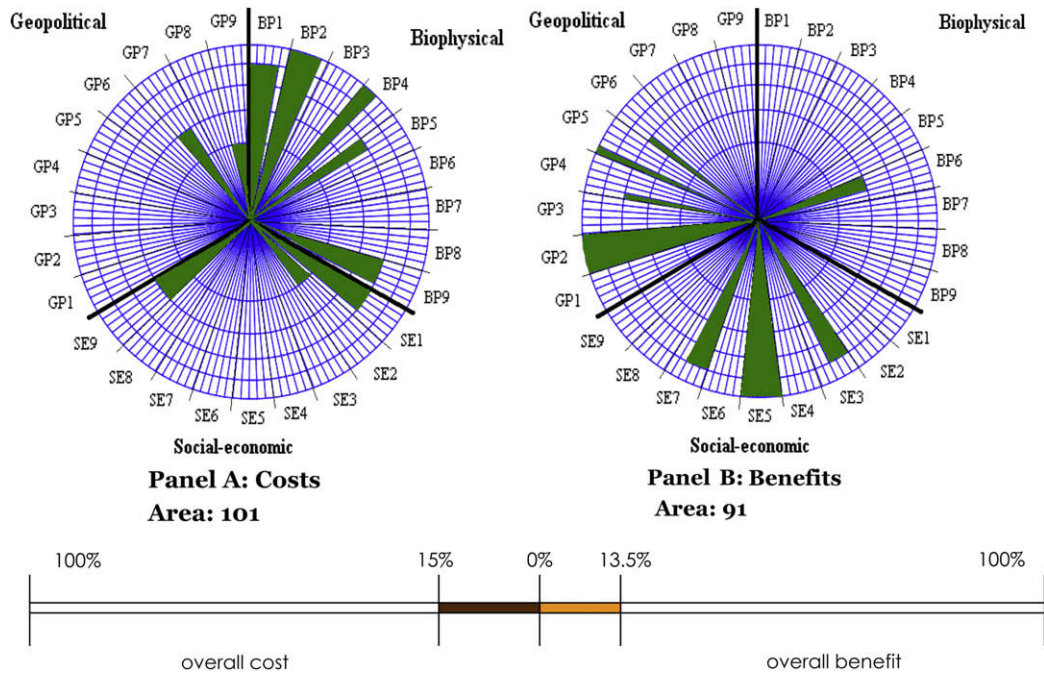 Geopolitical
GP9
BP1
GP8
BP2
Biophysical
GP7
BP3
GP6
BP4
GP5
BP5
GP4
BP6
GP3
BP7
GP2
BP8
GP1
BP9
SE9
SE1
SE8
SE2
SE7
SE3
SE6
SE5
SE4
Social-economic
Panel A: Costs
Area: 101
Geopolitical
GP9
BP1
GP8
BP2
Biophysical
GP7
BP3
GP6
BP4
GP5
BP5
GP4
BP6
GP3
BP7
GP2
BP8
GP1
BP9
SE9
SE1
SE8
SE2
SE7
SE3
SE6
SE5
SE4
Social-economic
Panel B: Benefits
Area: 91
100%
15%
0%
13.5%
100%
overall cost
overall benefit